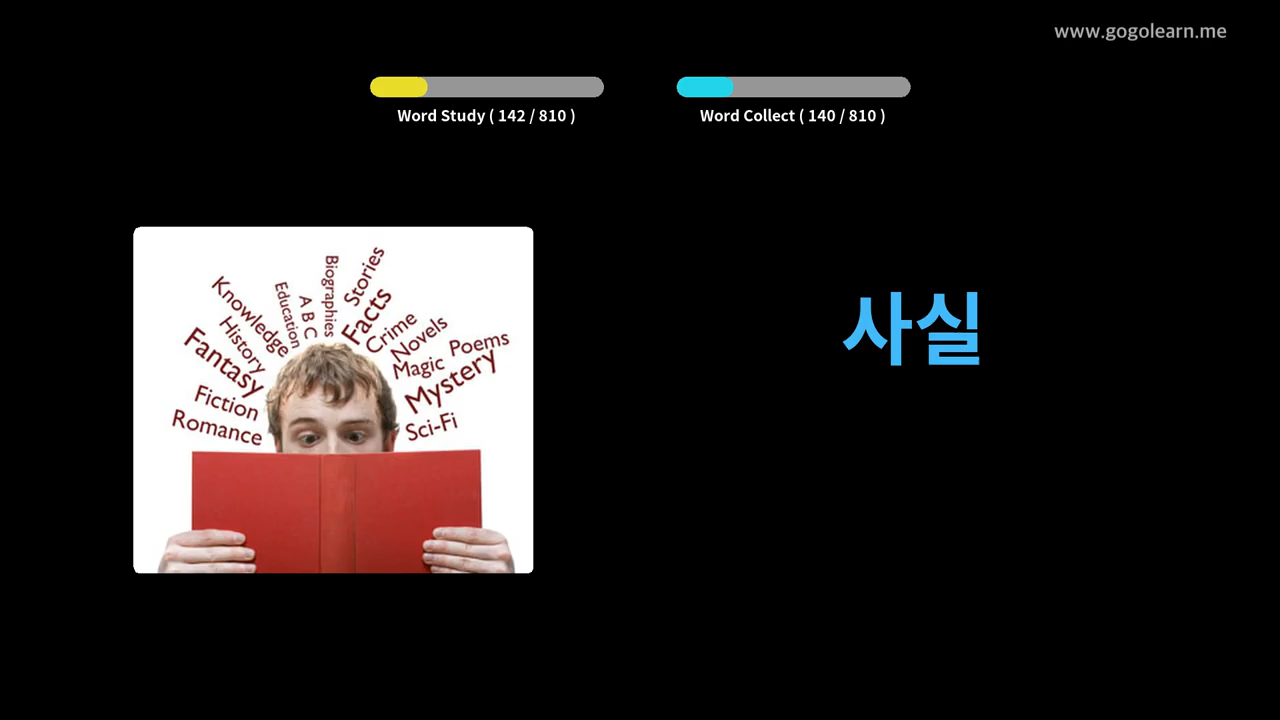 www.gogolearn.me
Word Study ( 142 / 810 )
Word Collect ( 140 / 810 )
Knowledge
Education
A B C
Biographies
Stories
Facts
Crime
Novels
Poems
History
Magic
Fantasy
Mystery
Fiction
Romance
Sci-Fi
사실